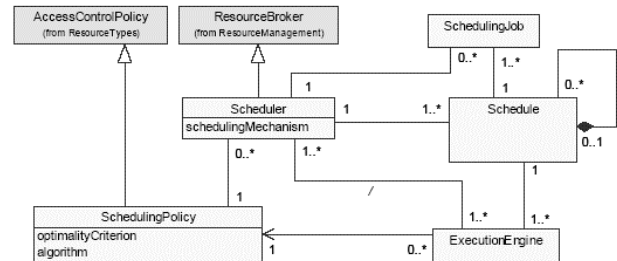 AccessControlPolicy
(from ResourceTypes)
ResourceBroker
(from ResourceManagement)
SchedulingJob
0..*
1..*
0..*
1
1
Scheduler
schedulingMechanism
1
1..*
Schedule
0..1
0..*
1..*
1
/
1
1..*
1..*
SchedulingPolicy
optimalityCriterion
algorithm
1
0..*
ExecutionEngine